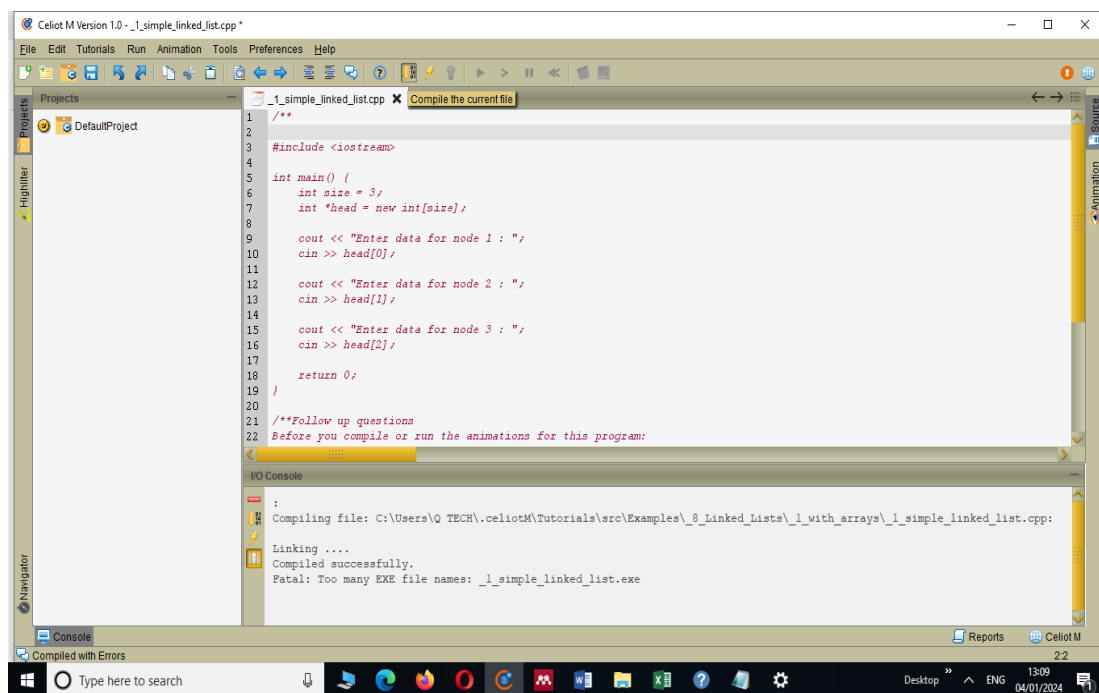 Celiot M Version 1.0 - _1_simple_linked_list.cpp *
File Edit Tutorials Run Animation Tools Preferences Help
Projects
_1_simple_linked_list.cpp
Compile the current file
Projects
Highliter
Navigator
DefaultProject
Source
Animation
1 /**
2
3 #include <iostream>
4
5 int main() {
6 int size = 3;
7 int *head = new int[size];
8
9 cout << "Enter data for node 1 : ";
10 cin >> head[0];
11
12 cout << "Enter data for node 2 : ";
13 cin >> head[1];
14
15 cout << "Enter data for node 3 : ";
16 cin >> head[2];
17
18 return 0;
19 }
20
21 /**Follow up questions
22 Before you compile or run the animations for this program:
I/O Console
:
Compiling file: C:\Users\Q TECH\.celiotM\Tutorials\src\Examples\_8_Linked_Lists\_1_with_arrays\_1_simple_linked_list.cpp:
Linking ....
Compiled successfully.
Fatal: Too many EXE file names: _1_simple_linked_list.exe
Console
Reports
Celiot M
Compiled with Errors
2:2
Type here to search
Desktop
ENG
13:09
04/01/2024